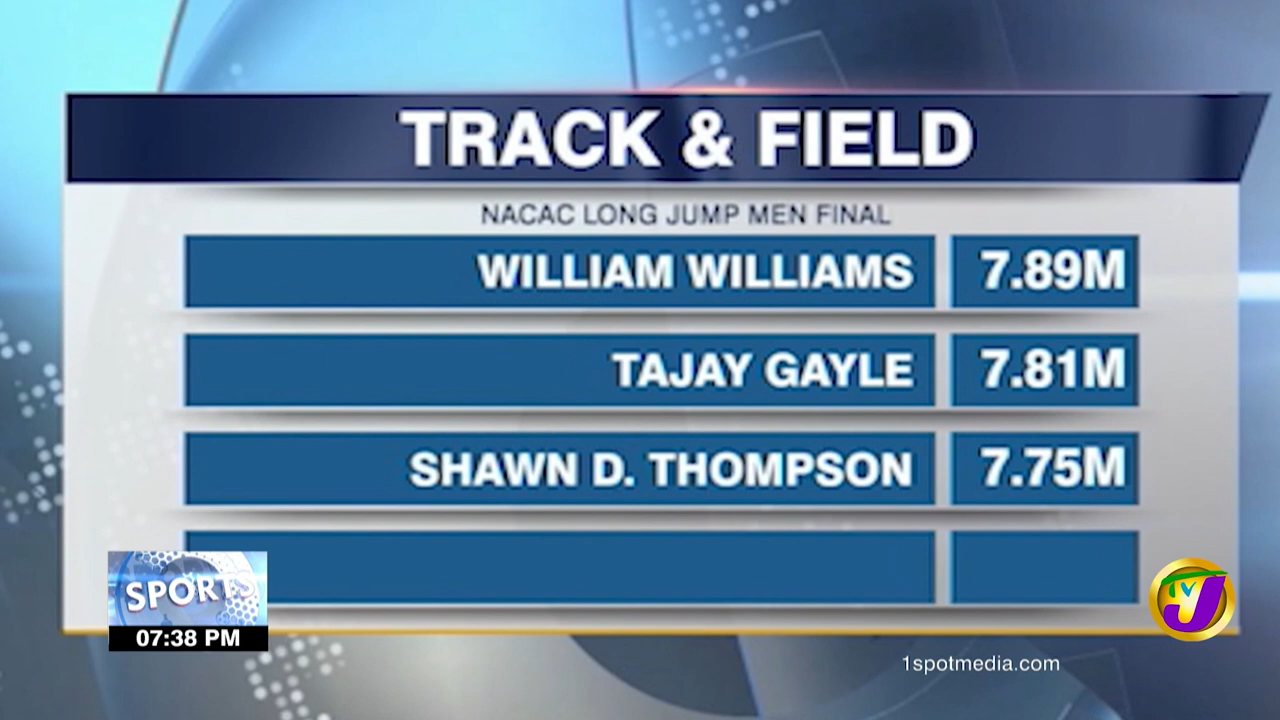 TRACK & FIELD
NACAC LONG JUMP MEN FINAL
WILLIAM WILLIAMS 7.89M
TAJAY GAYLE 7.81M
SHAWN D. THOMPSON 7.75M
SPORTS
07:38 PM
TVJ
1spotmedia.com